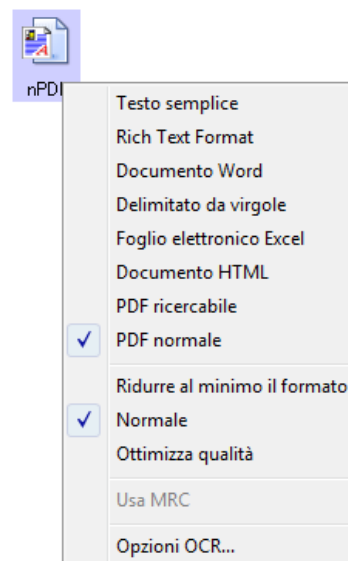 nPDF
Testo semplice
Rich Text Format
Documento Word
Delimitato da virgole
Foglio elettronico Excel
Documento HTML
PDF ricercabile
PDF normale
Ridurre al minimo il formato
Normale
Ottimizza qualità
Usa MRC
Opzioni OCR...